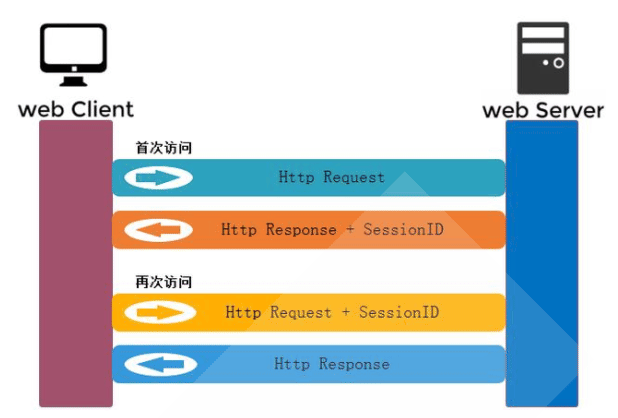 web Client
web Server
首次访问
Http Request
Http Response + SessionID
再次访问
Http Request + SessionID
Http Response